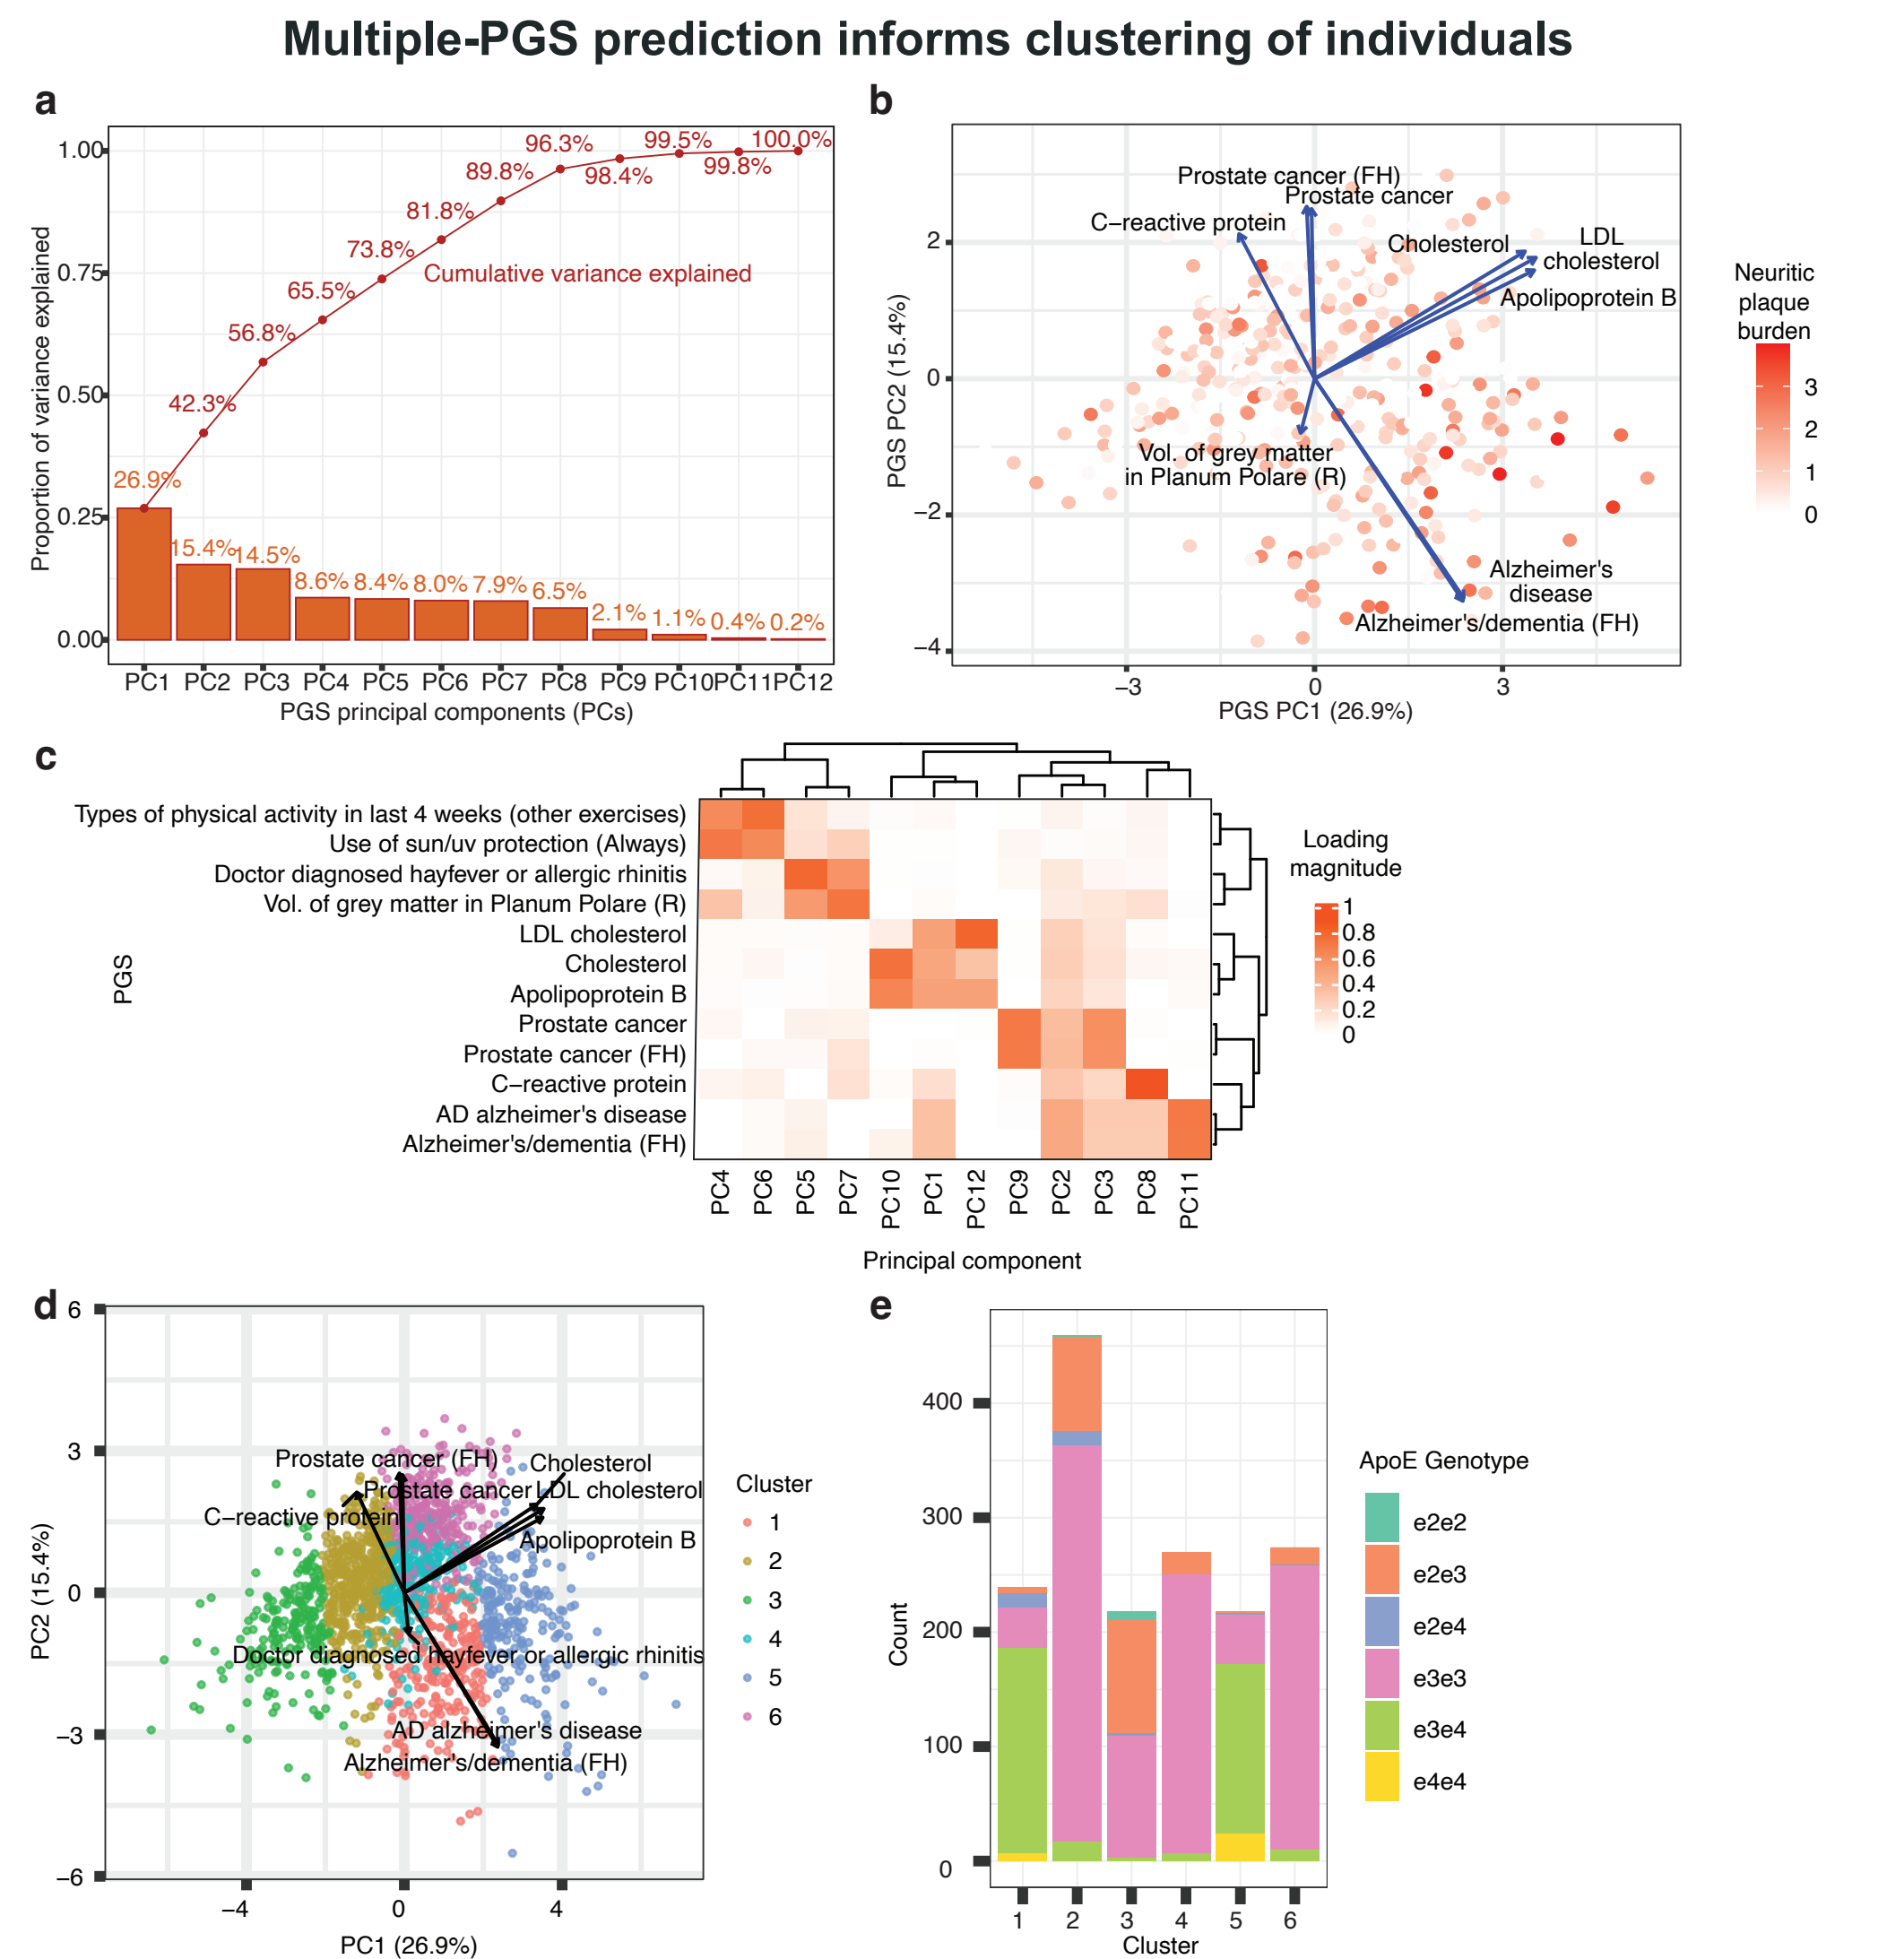 Multiple-PGS prediction informs clustering of individuals
a
1.00
0.75
0.50
0.25
0.00
Proportion of variance explained
26.9%
42.3%
56.8%
65.5%
73.8%
81.8%
89.8%
96.3%
98.4%
99.5%
99.8%
100.0%
Cumulative variance explained
15.4%
14.5%
8.6%
8.4%
8.0%
7.9%
6.5%
2.1%
1.1%
0.4%
0.2%
PC1 PC2 PC3 PC4 PC5 PC6 PC7 PC8 PC9 PC10 PC11 PC12
PGS principal components (PCs)
b
2
0
−2
−4
PGS PC2 (15.4%)
Prostate cancer (FH)
Prostate cancer
C−reactive protein
Cholesterol
LDL
cholesterol
Apolipoprotein B
Vol. of grey matter
in Planum Polare (R)
Alzheimer's
disease
Alzheimer's/dementia (FH)
−3 0 3
PGS PC1 (26.9%)
Neuritic
plaque
burden
3
2
1
0
c
PGS
Types of physical activity in last 4 weeks (other exercises)
Use of sun/uv protection (Always)
Doctor diagnosed hayfever or allergic rhinitis
Vol. of grey matter in Planum Polare (R)
LDL cholesterol
Cholesterol
Apolipoprotein B
Prostate cancer
Prostate cancer (FH)
C−reactive protein
AD alzheimer's disease
Alzheimer's/dementia (FH)
PC4 PC6 PC5 PC7 PC10 PC1 PC12 PC9 PC2 PC3 PC8 PC11
Principal component
Loading
magnitude
1
0.8
0.6
0.4
0.2
0
d
6
3
0
−3
−6
PC2 (15.4%)
Prostate cancer (FH)
Cholesterol
Prostate cancer
LDL cholesterol
C−reactive protein
Apolipoprotein B
Doctor diagnosed hayfever or allergic rhinitis
AD alzheimer's disease
Alzheimer's/dementia (FH)
−4 0 4
PC1 (26.9%)
Cluster
1
2
3
4
5
6
e
400
300
200
100
0
Count
1 2 3 4 5 6
Cluster
ApoE Genotype
e2e2
e2e3
e2e4
e3e3
e3e4
e4e4